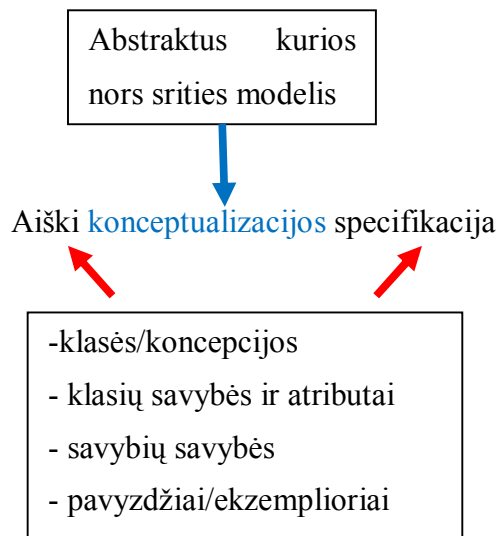 Abstraktus kurios
nors srities modelis
Aiški konceptualizacijos specifikacija
-klasės/koncepcijos
- klasių savybės ir atributai
- savybių savybės
- pavyzdžiai/ekzemplioriai